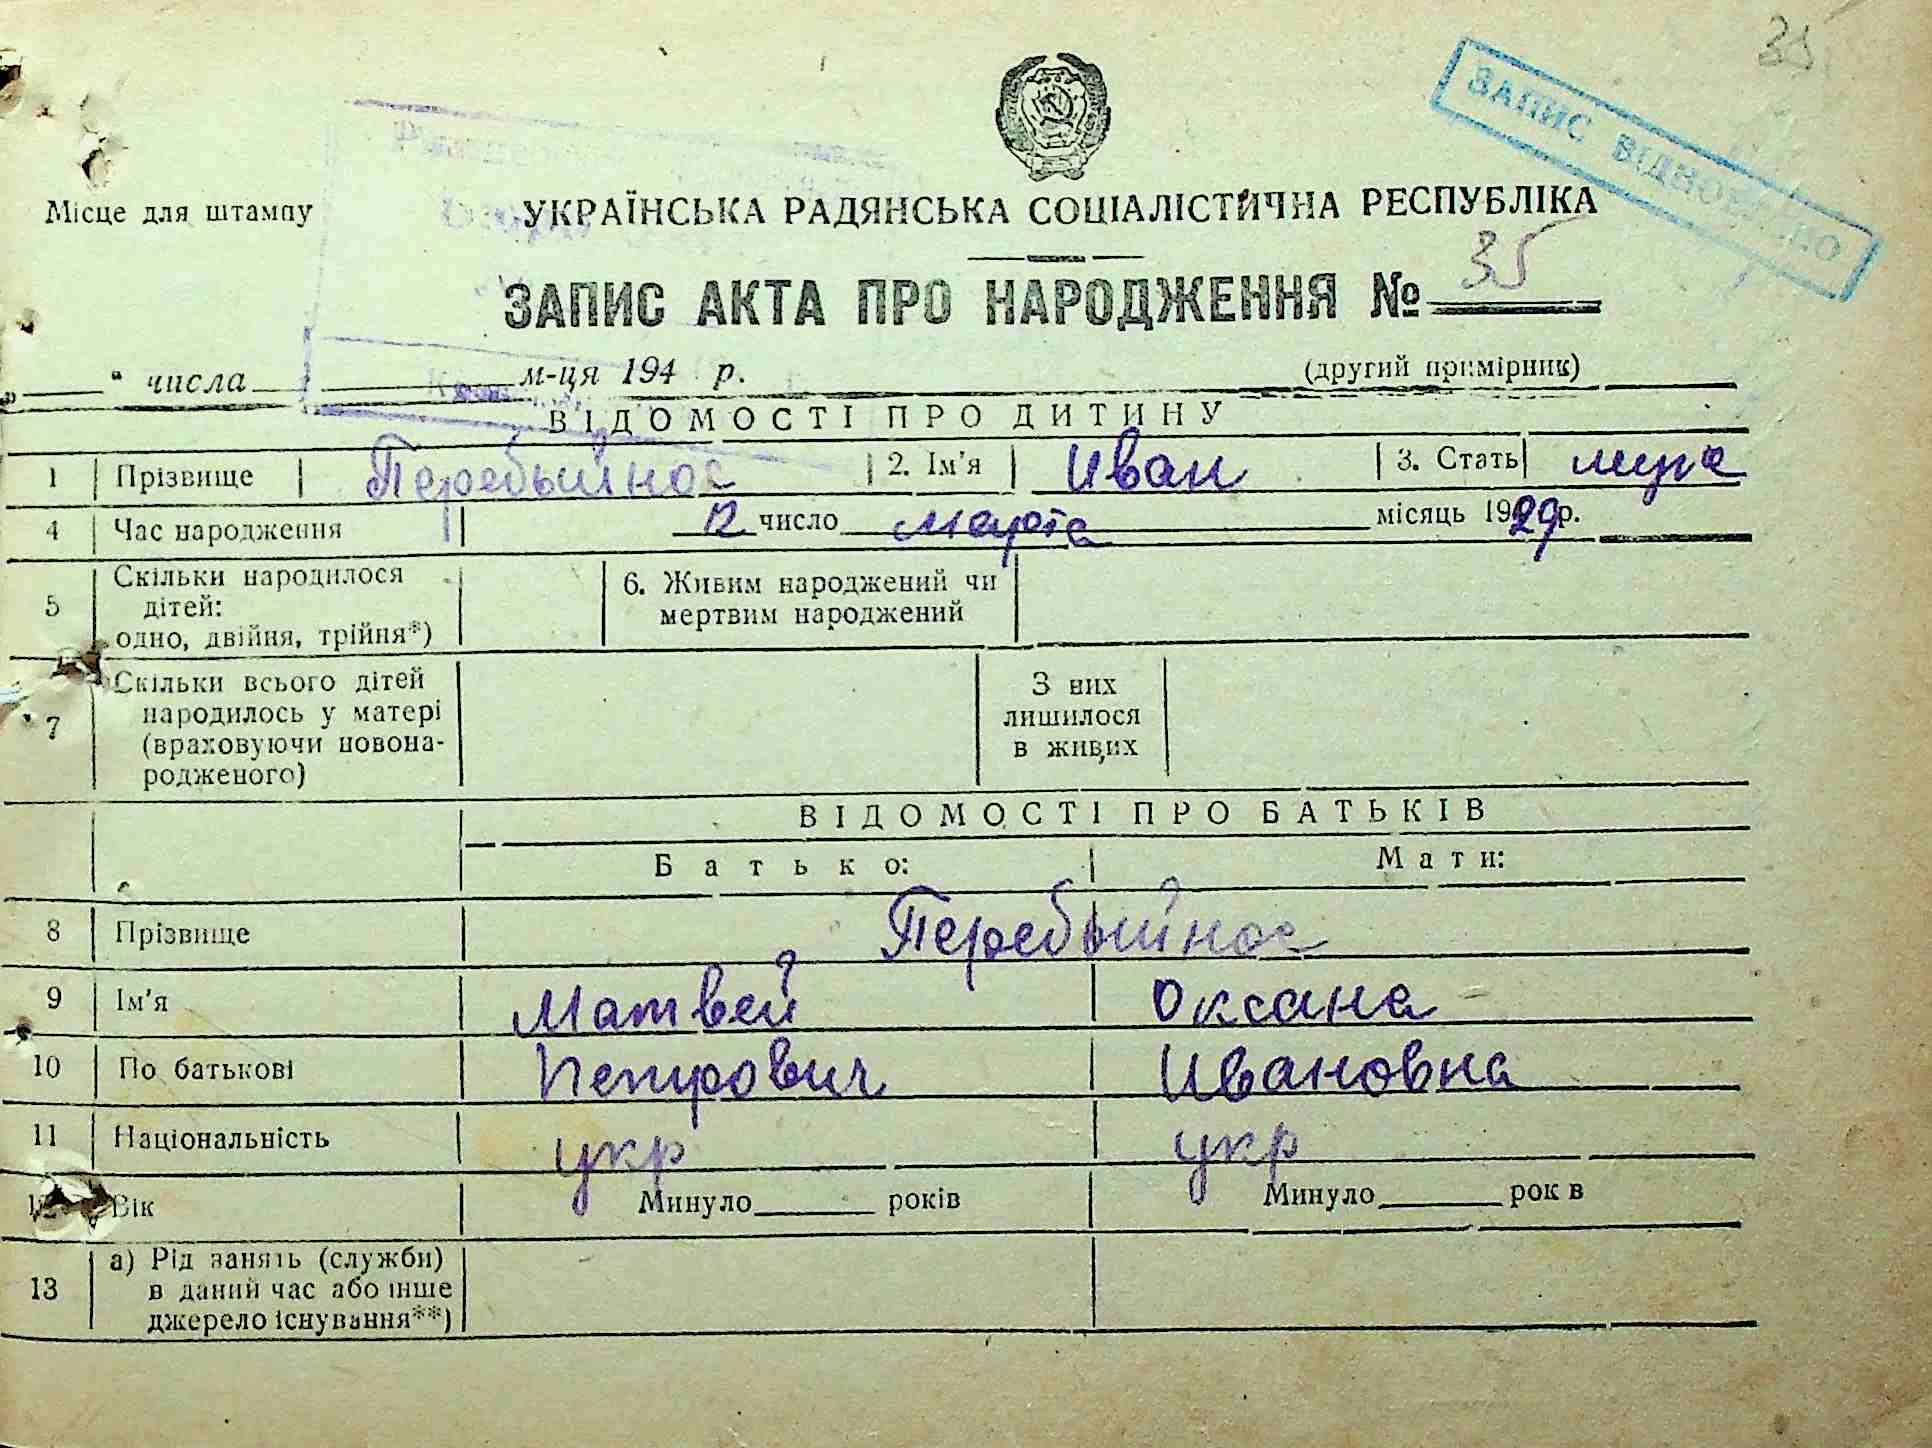 35
ЗАПИС ВІДНОВЛЕНО
Місце для штампу
УКРАЇНСЬКА РАДЯНСЬКА СОЦІАЛІСТИЧНА РЕСПУБЛІКА
ЗАПИС АКТА ПРО НАРОДЖЕННЯ № 35
„ “ числа м-ця 194 р. (другий примірник)
ВІДОМОСТІ ПРО ДИТИНУ
1 Прізвище Перебыйнос 2. Ім'я Иван 3. Стать муж
4 Час народження 12 число Марта місяць 1929 р.
5 Скільки народилося дітей: одно, двійня, трійня*) 6. Живим народжений чи мертвим народжений
7 Скільки всього дітей народилось у матері (враховуючи новонародженого) З них лишилося в живих
ВІДОМОСТІ ПРО БАТЬКІВ
Батько: Мати:
8 Прізвище Перебыйнос
9 Ім'я Матвей Оксана
10 По батькові Петрович Ивановна
11 Національність укр укр
12 Вік Минуло років Минуло рок в
13 а) Рід занять (служби) в даний час або інше джерело існування**)